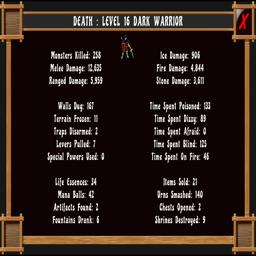 DEATH : LEVEL 16 DARK WARRIOR
X
Monsters Killed: 258
Melee Damage: 12,635
Ranged Damage: 5,959
Ice Damage: 906
Fire Damage: 4,844
Stone Damage: 3,611
Walls Dug: 167
Terrain Frozen: 11
Traps Disarmed: 2
Levers Pulled: 7
Special Powers Used: 0
Time Spent Poisoned: 133
Time Spent Dizzy: 89
Time Spent Afraid: 0
Time Spent Blind: 125
Time Spent On Fire: 46
Life Essences: 34
Mana Balls: 42
Artifacts Found: 2
Fountains Drank: 6
Items Sold: 21
Urns Smashed: 140
Chests Opened: 2
Shrines Destroyed: 9